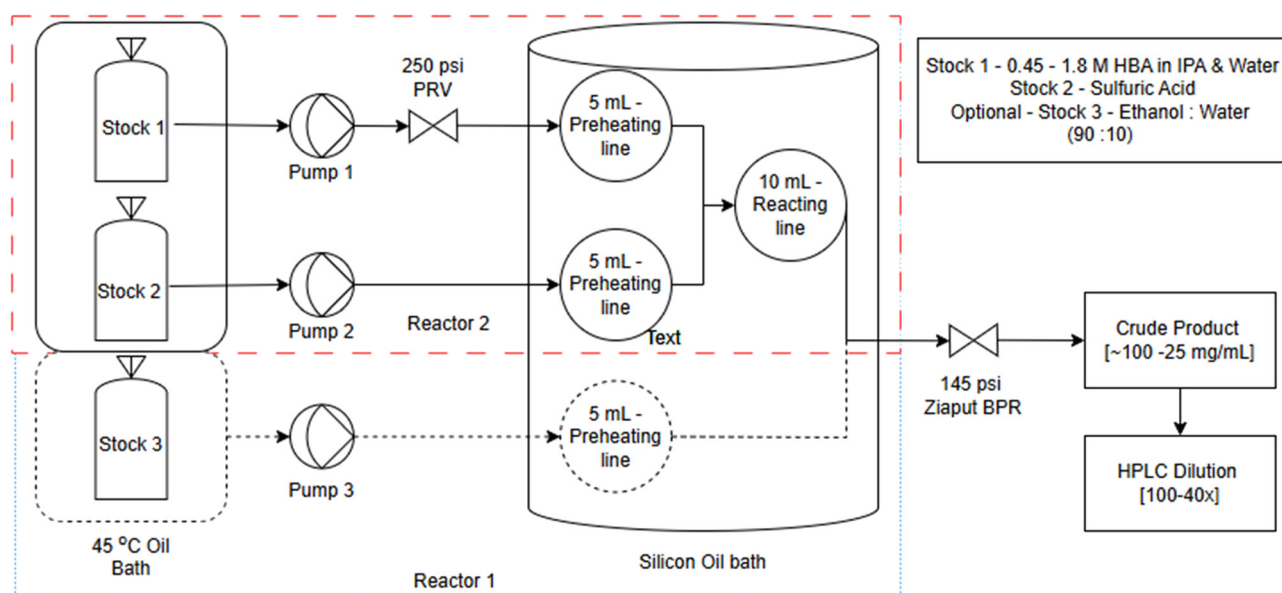 250 psi
PRV
Stock 1
Pump 1
5 mL -
Preheating
line
Stock 1 - 0.45 - 1.8 M HBA in IPA & Water
Stock 2 - Sulfuric Acid
Optional - Stock 3 - Ethanol : Water
(90 :10)
10 mL -
Reacting
line
Stock 2
Pump 2
Reactor 2
5 mL -
Preheating
line
Text
145 psi
Ziaput BPR
Crude Product
[~100 -25 mg/mL]
Stock 3
Pump 3
5 mL -
Preheating
line
HPLC Dilution
[100-40x]
45 °C Oil
Bath
Reactor 1
Silicon Oil bath